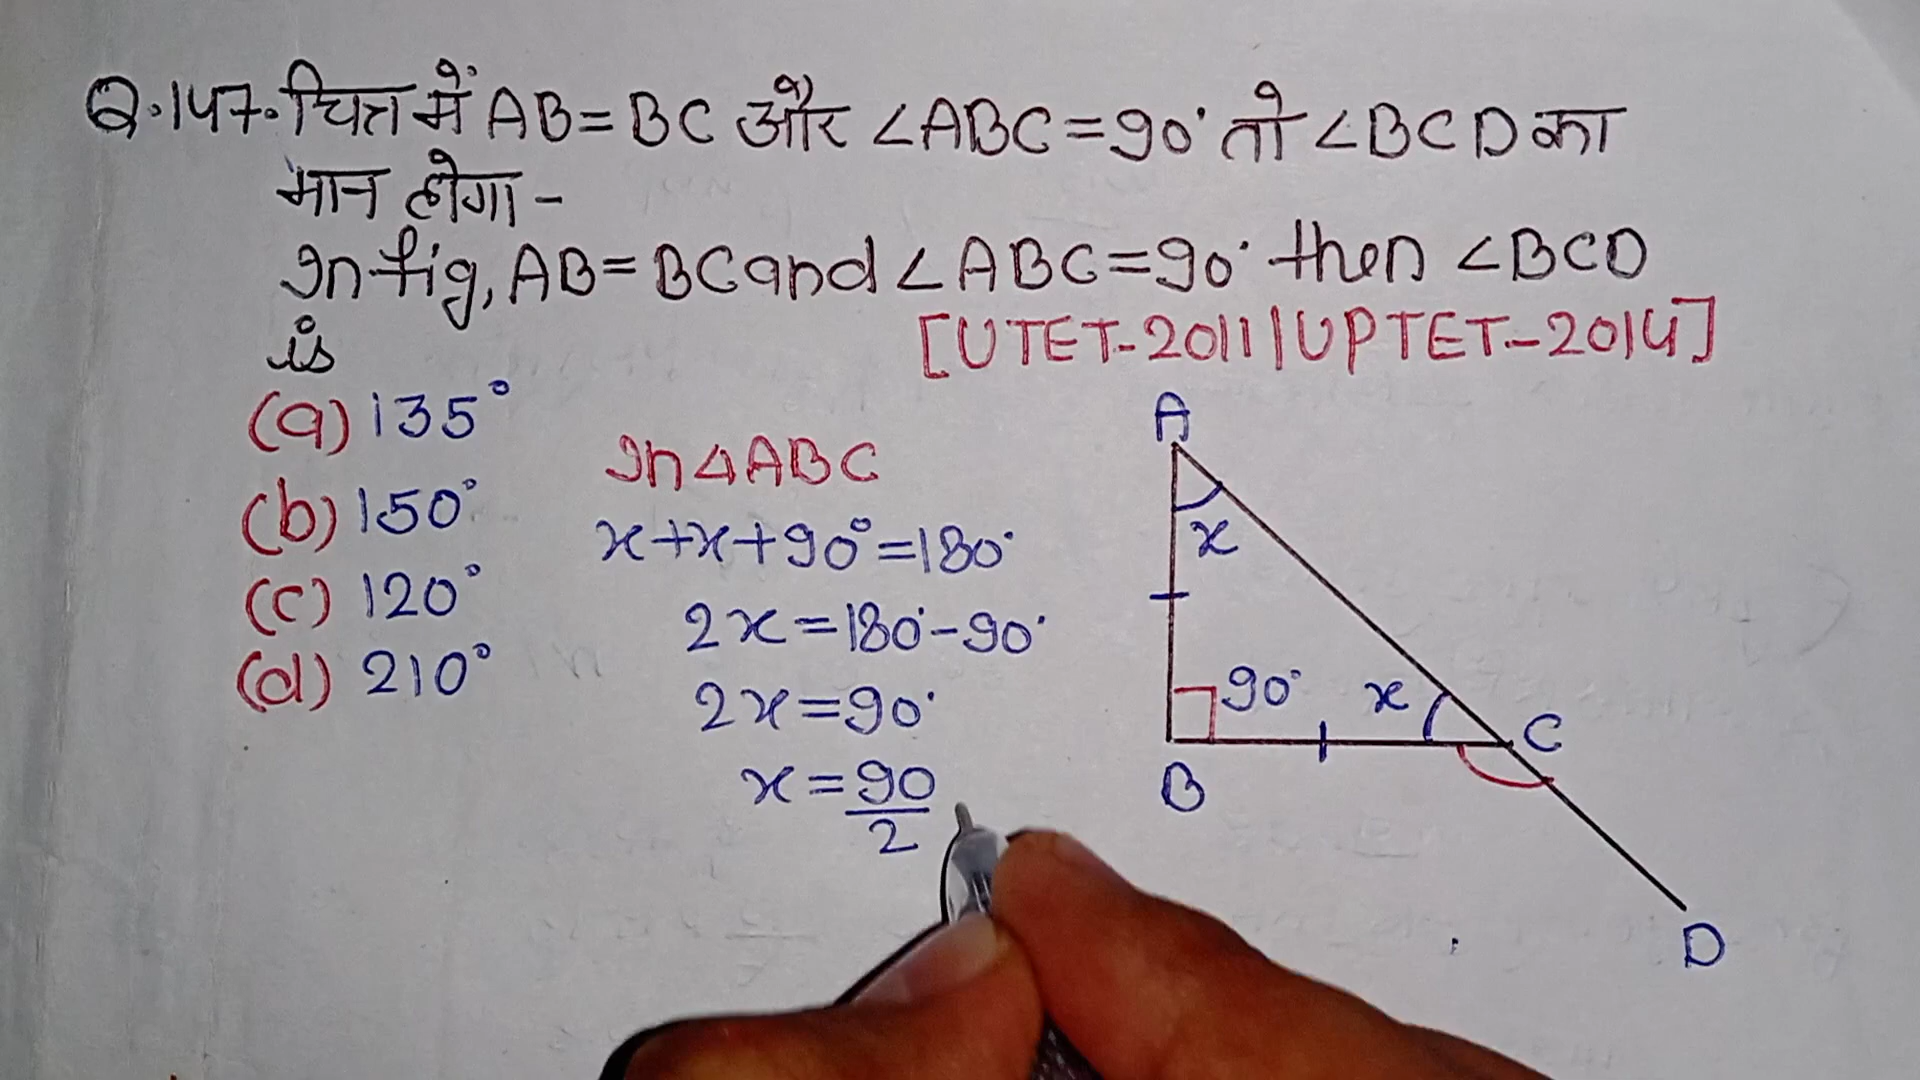 Q.147. चित्र में AB=BC और ∠ABC=90° तो ∠BCD का
मान होगा-
In fig, AB=BC and ∠ABC=90° then ∠BCD
is
[UTET-2011|UPTET-2014]
(a) 135°
(b) 150°
(c) 120°
(d) 210°
In △ABC
x+x+90°=180°
2x=180°-90°
2x=90°
x=90
2
A
x
90°
x
C
B
D